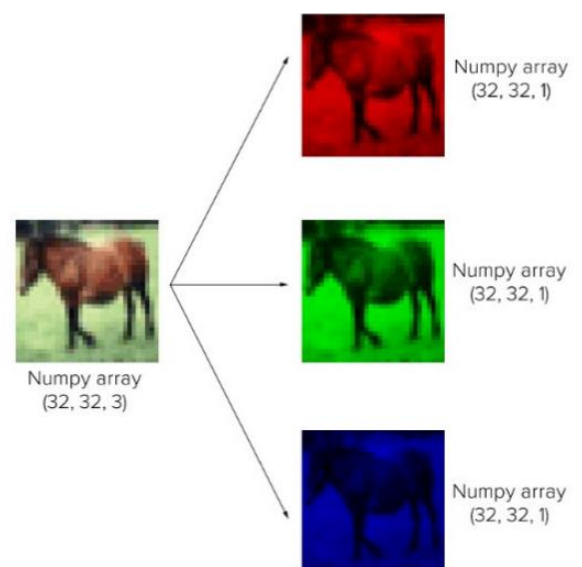 Numpy array
(32, 32, 1)
Numpy array
(32, 32, 3)
Numpy array
(32, 32, 1)
Numpy array
(32, 32, 1)